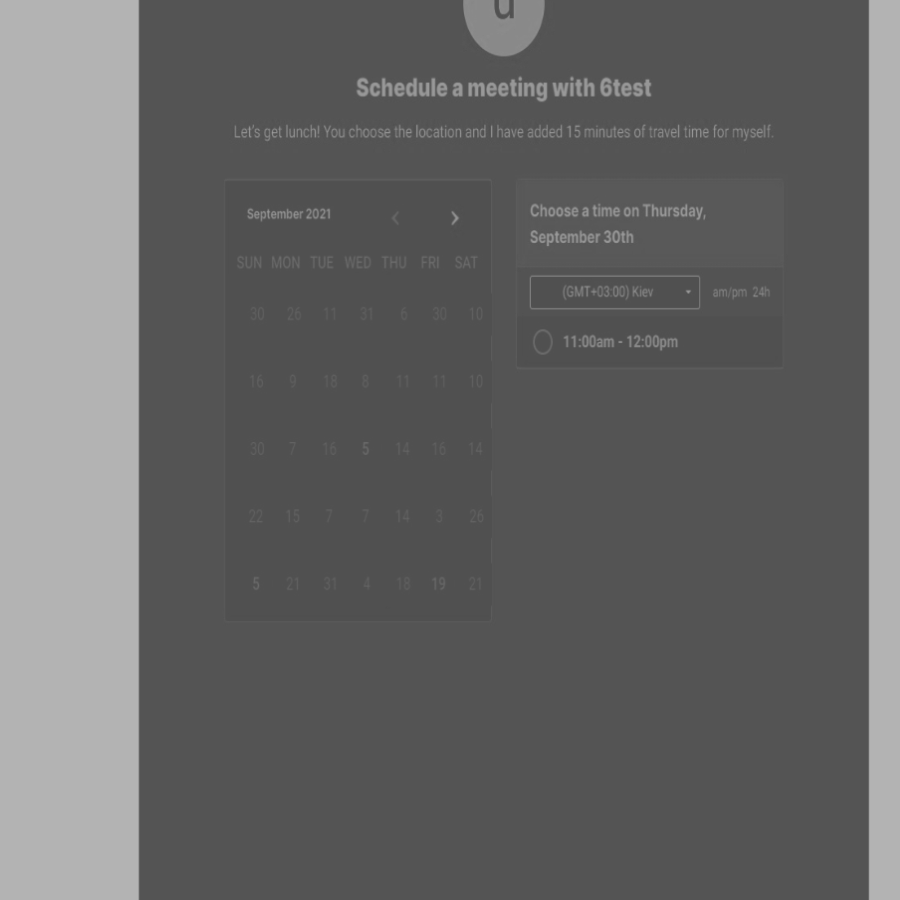 u
Schedule a meeting with 6test
Let's get lunch! You choose the location and I have added 15 minutes of travel time for myself.
September 2021
SUN MON TUE WED THU FRI SAT
30 26 11 31 6 30 10
16 9 18 8 11 11 10
30 7 16 5 14 16 14
22 15 7 7 14 3 26
5 21 31 4 18 19 21
Choose a time on Thursday,
September 30th
(GMT+03:00) Kiev am/pm 24h
11:00am - 12:00pm